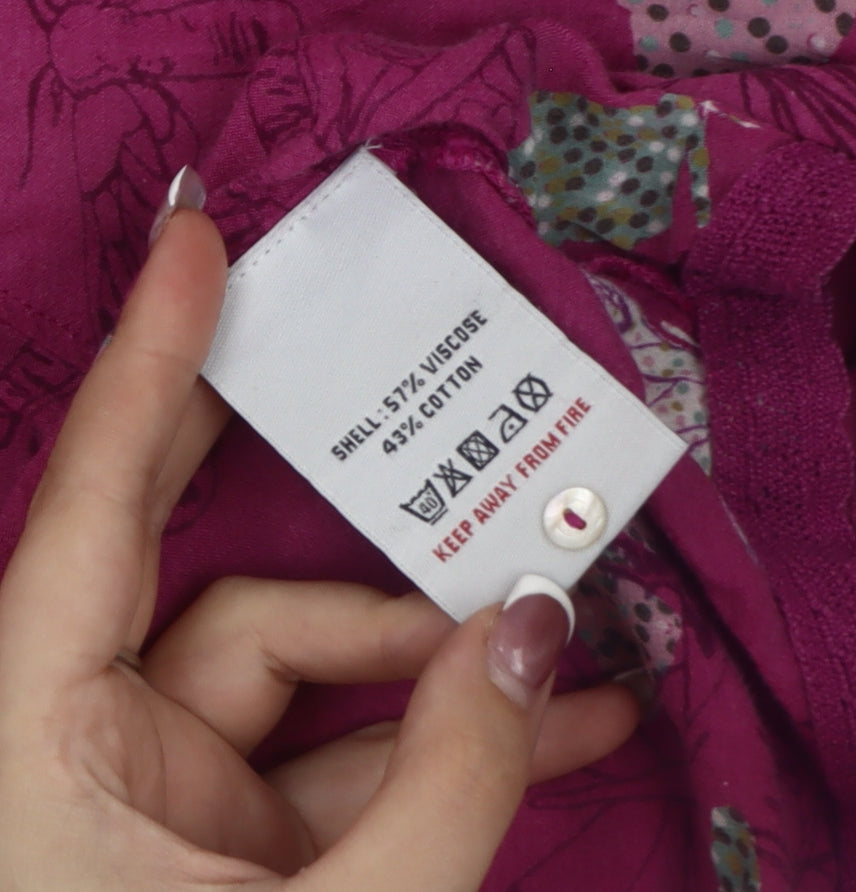 SHELL: 57% VISCOSE
43% COTTON
40
KEEP AWAY FROM FIRE